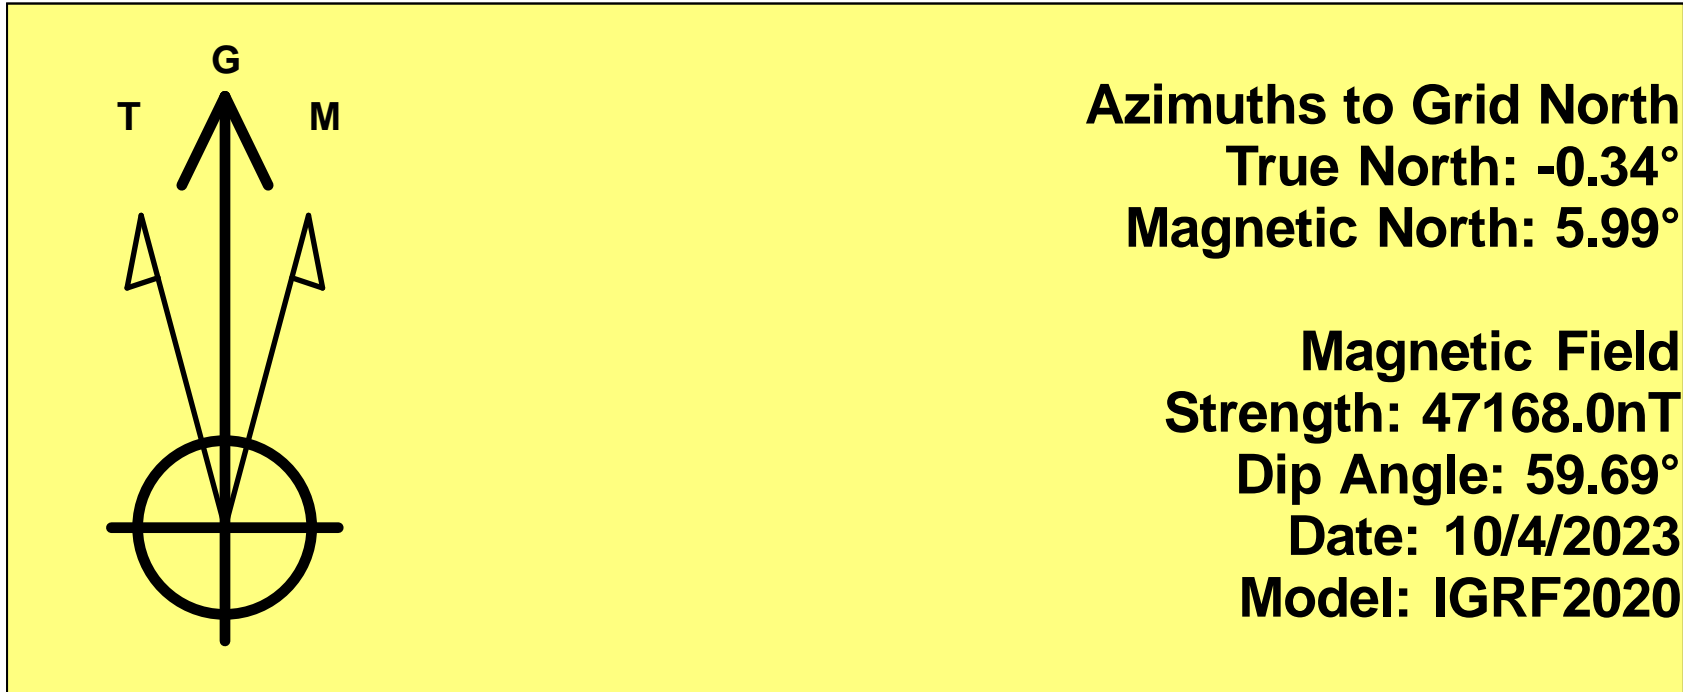 G
T M
Azimuths to Grid North
True North: -0.34°
Magnetic North: 5.99°
Magnetic Field
Strength: 47168.0nT
Dip Angle: 59.69°
Date: 10/4/2023
Model: IGRF2020